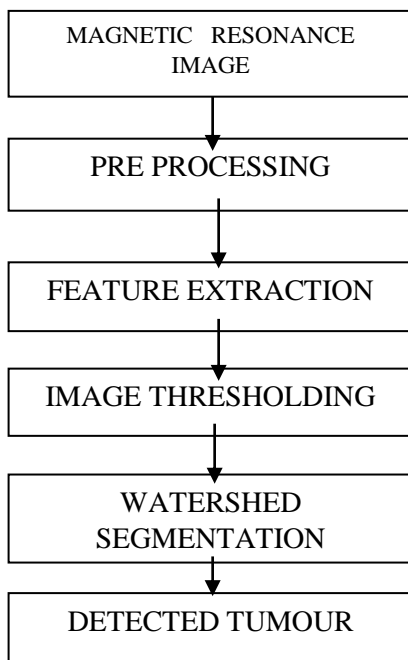 MAGNETIC RESONANCE
IMAGE
PRE PROCESSING
FEATURE EXTRACTION
IMAGE THRESHOLDING
WATERSHED
SEGMENTATION
DETECTED TUMOUR